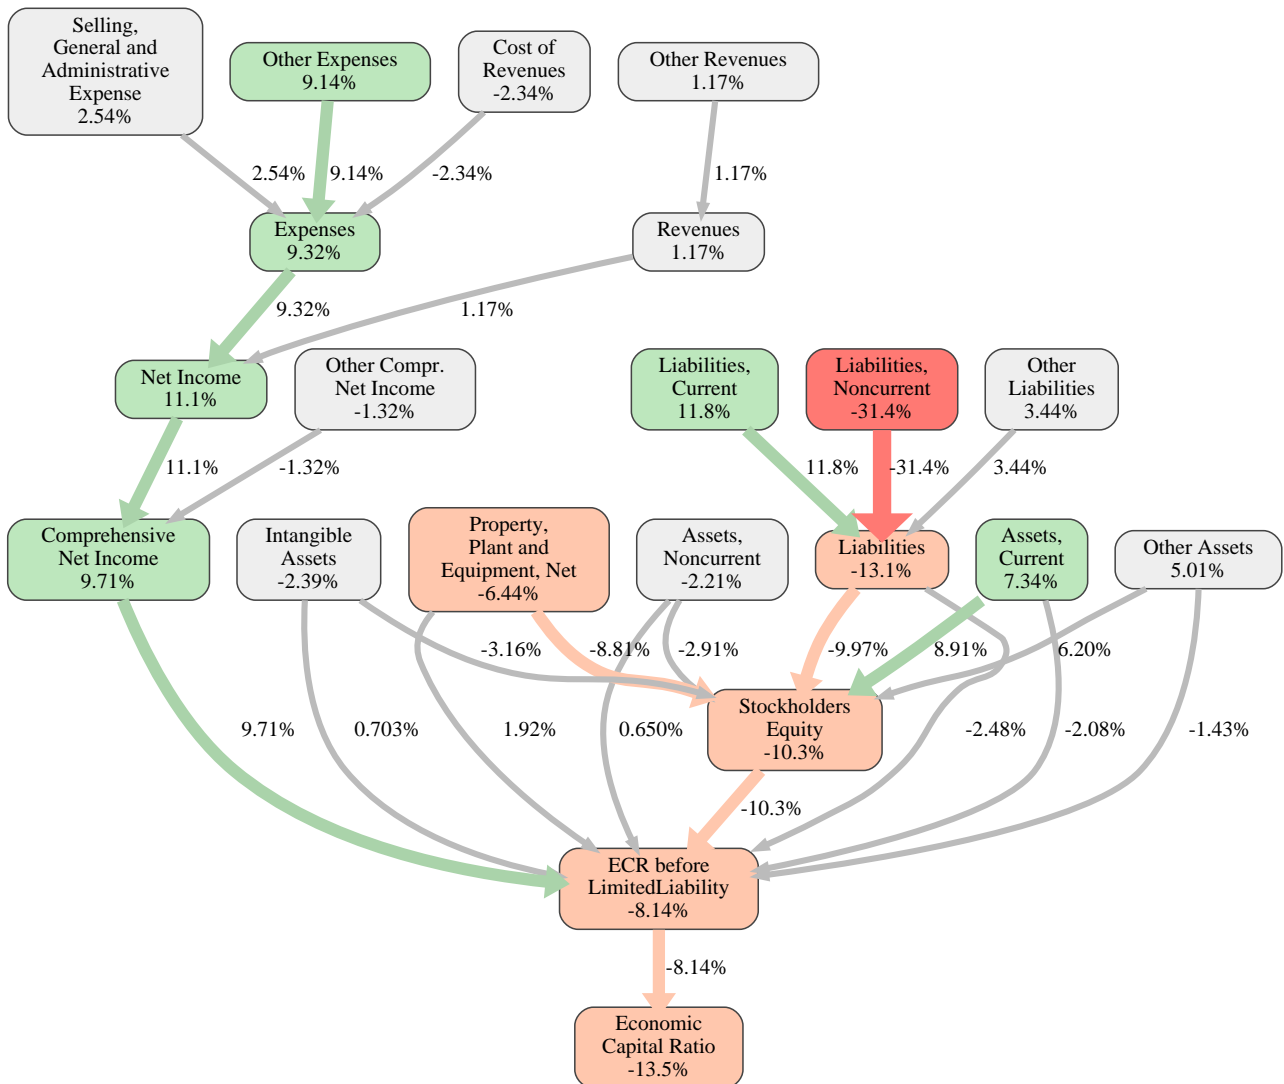 Selling,
General and
Administrative
Expense
2.54%
Other Expenses
9.14%
Cost of
Revenues
-2.34%
Other Revenues
1.17%
2.54%
9.14%
-2.34%
1.17%
Expenses
9.32%
Revenues
1.17%
9.32%
1.17%
Net Income
11.1%
Other Compr.
Net Income
-1.32%
Liabilities,
Current
11.8%
Liabilities,
Noncurrent
-31.4%
Other
Liabilities
3.44%
11.1%
-1.32%
11.8%
-31.4%
3.44%
Comprehensive
Net Income
9.71%
Intangible
Assets
-2.39%
Property,
Plant and
Equipment, Net
-6.44%
Assets,
Noncurrent
-2.21%
Liabilities
-13.1%
Assets,
Current
7.34%
Other Assets
5.01%
-3.16%
-8.81%
-2.91%
-9.97%
8.91%
6.20%
Stockholders
Equity
-10.3%
9.71%
0.703%
1.92%
0.650%
-2.48%
-2.08%
-1.43%
-10.3%
ECR before
LimitedLiability
-8.14%
-8.14%
Economic
Capital Ratio
-13.5%